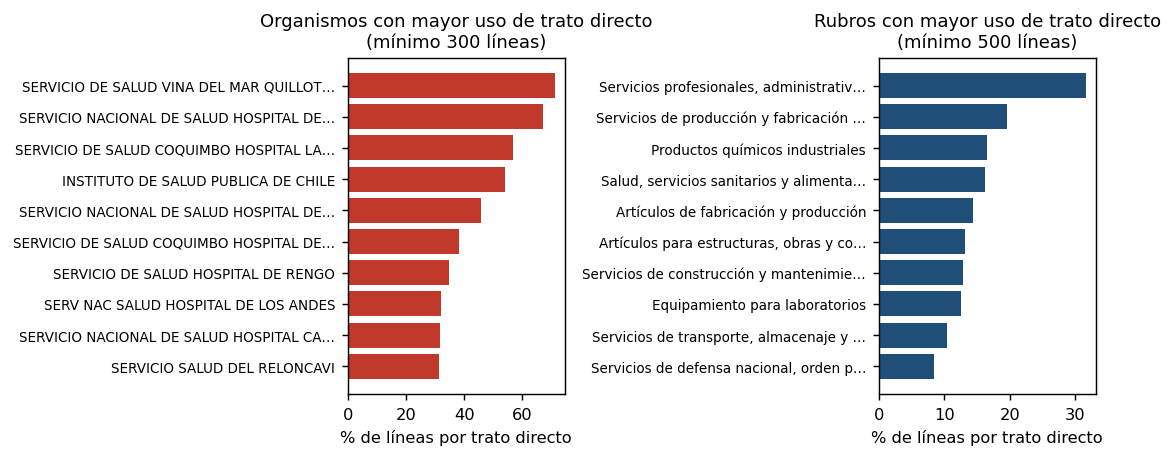 Organismos con mayor uso de trato directo
(mínimo 300 líneas)
SERVICIO DE SALUD VINA DEL MAR QUILLOT…
SERVICIO NACIONAL DE SALUD HOSPITAL DE…
SERVICIO DE SALUD COQUIMBO HOSPITAL LA…
INSTITUTO DE SALUD PUBLICA DE CHILE
SERVICIO NACIONAL DE SALUD HOSPITAL DE…
SERVICIO DE SALUD COQUIMBO HOSPITAL DE…
SERVICIO DE SALUD HOSPITAL DE RENGO
SERV NAC SALUD HOSPITAL DE LOS ANDES
SERVICIO NACIONAL DE SALUD HOSPITAL CA…
SERVICIO SALUD DEL RELONCAVI
0 20 40 60
% de líneas por trato directo
Rubros con mayor uso de trato directo
(mínimo 500 líneas)
Servicios profesionales, administrativ…
Servicios de producción y fabricación …
Productos químicos industriales
Salud, servicios sanitarios y alimenta…
Artículos de fabricación y producción
Artículos para estructuras, obras y co…
Servicios de construcción y mantenimie…
Equipamiento para laboratorios
Servicios de transporte, almacenaje y …
Servicios de defensa nacional, orden p…
0 10 20 30
% de líneas por trato directo